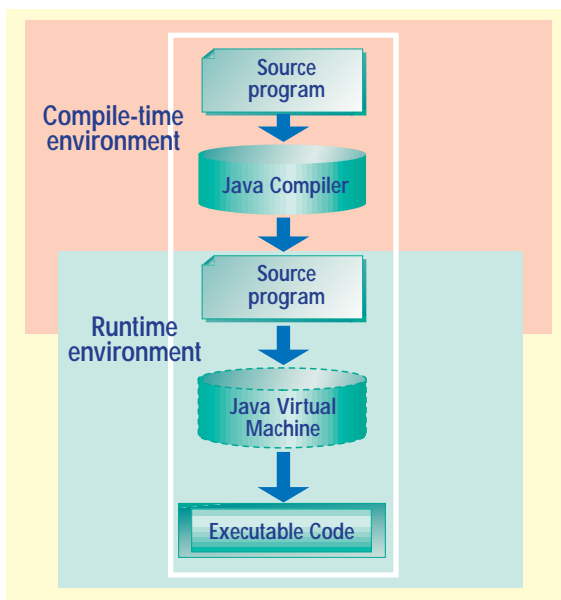 Source
program
Compile-time
environment
Java Compiler
Source
program
Runtime
environment
Java Virtual
Machine
Executable Code